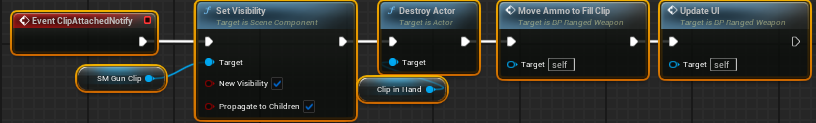 Event ClipAttachedNotify
SM Gun Clip
Set Visibility
Target is Scene Component
Target
New Visibility
Propagate to Children
Destroy Actor
Target is Actor
Target
Clip in Hand
Move Ammo to Fill Clip
Target is BP Ranged Weapon
Target self
Update UI
Target is BP Ranged Weapon
Target self